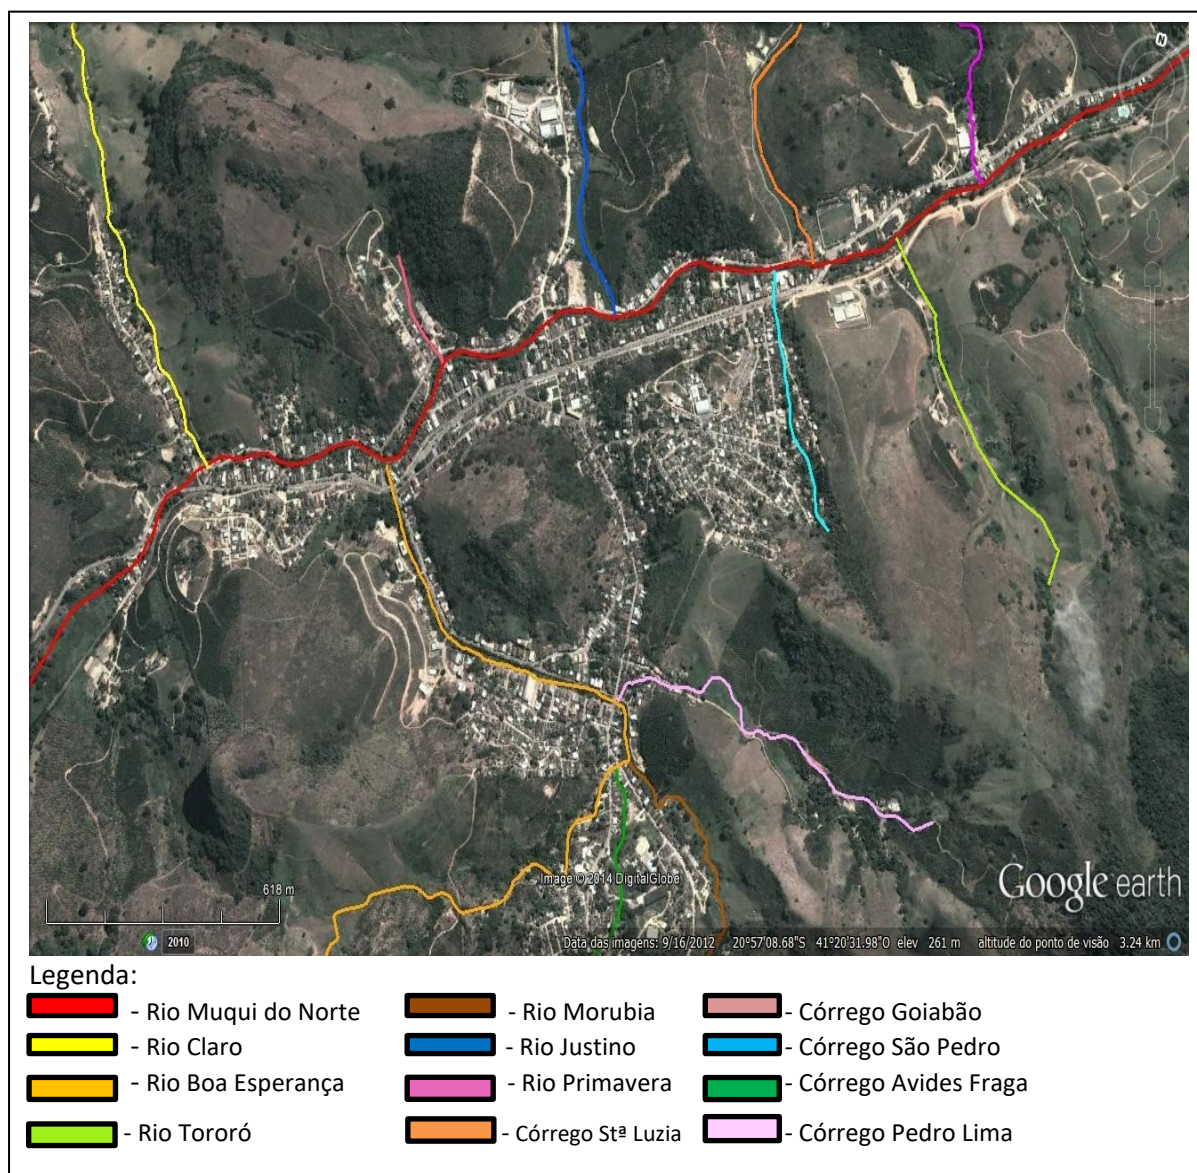 N
618 m
2010
Image © 2014 DigitalGlobe
Google earth
Data das imagens: 9/16/2012 20°57'08.68"S 41°20'31.98"O elev 261 m altitude do ponto de visão 3.24 km
Legenda:
- Rio Muqui do Norte
- Rio Morubia
- Córrego Goiabão
- Rio Claro
- Rio Justino
- Córrego São Pedro
- Rio Boa Esperança
- Rio Primavera
- Córrego Avides Fraga
- Rio Tororó
- Córrego Stª Luzia
- Córrego Pedro Lima